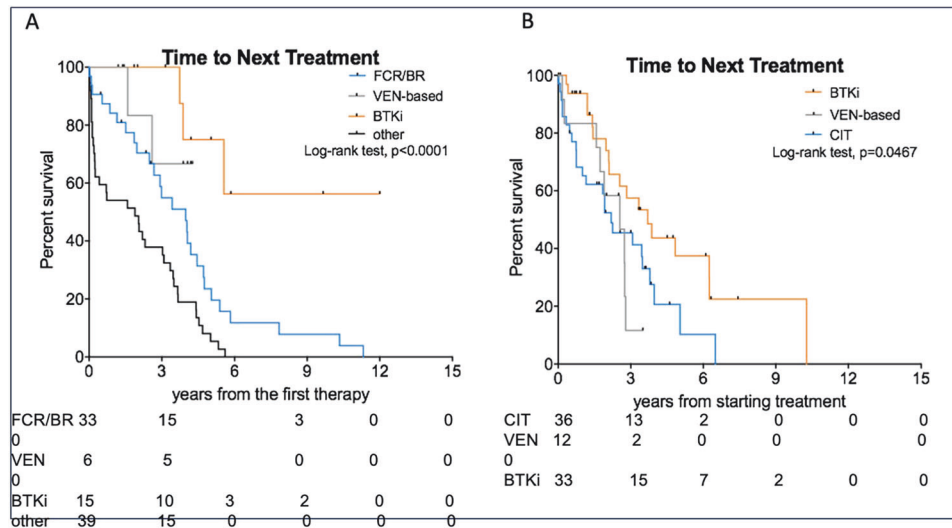 A
Time to Next Treatment
FCR/BR
VEN-based
BTKi
other
Log-rank test, p<0.0001
Percent survival
100
80
60
40
20
0
0 3 6 9 12 15
years from the first therapy
FCR/BR 33 15 3 0 0
0
VEN 6 5 0 0 0
0
BTKi 15 10 3 2 0 0
other 39 15 0 0 0 0
B
Time to Next Treatment
BTKi
VEN-based
CIT
Log-rank test, p=0.0467
Percent survival
100
80
60
40
20
0
0 3 6 9 12 15
years from starting treatment
CIT 36 13 2 0 0 0
VEN 12 2 0 0 0
0
BTKi 33 15 7 2 0 0